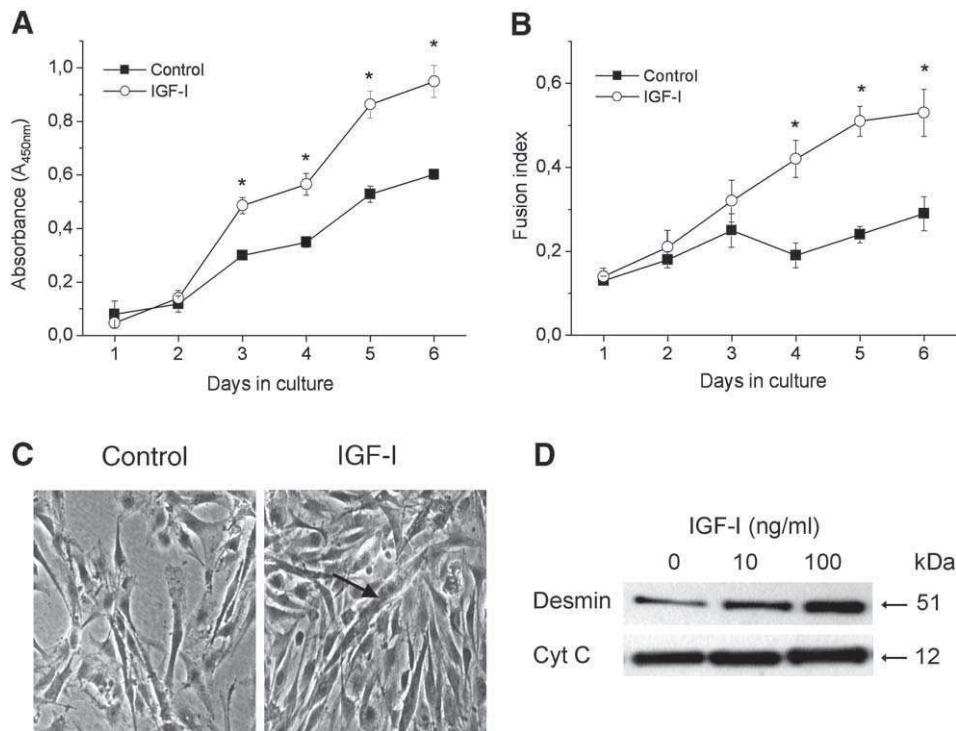 A
Absorbance (A450nm)
1,0
0,8
0,6
0,4
0,2
0,0
Control
IGF-I
*
*
*
*
1 2 3 4 5 6
Days in culture
B
Fusion index
0,6
0,4
0,2
0,0
Control
IGF-I
*
*
*
1 2 3 4 5 6
Days in culture
C
Control IGF-I
D
IGF-I (ng/ml)
0 10 100 kDa
Desmin ← 51
Cyt C ← 12